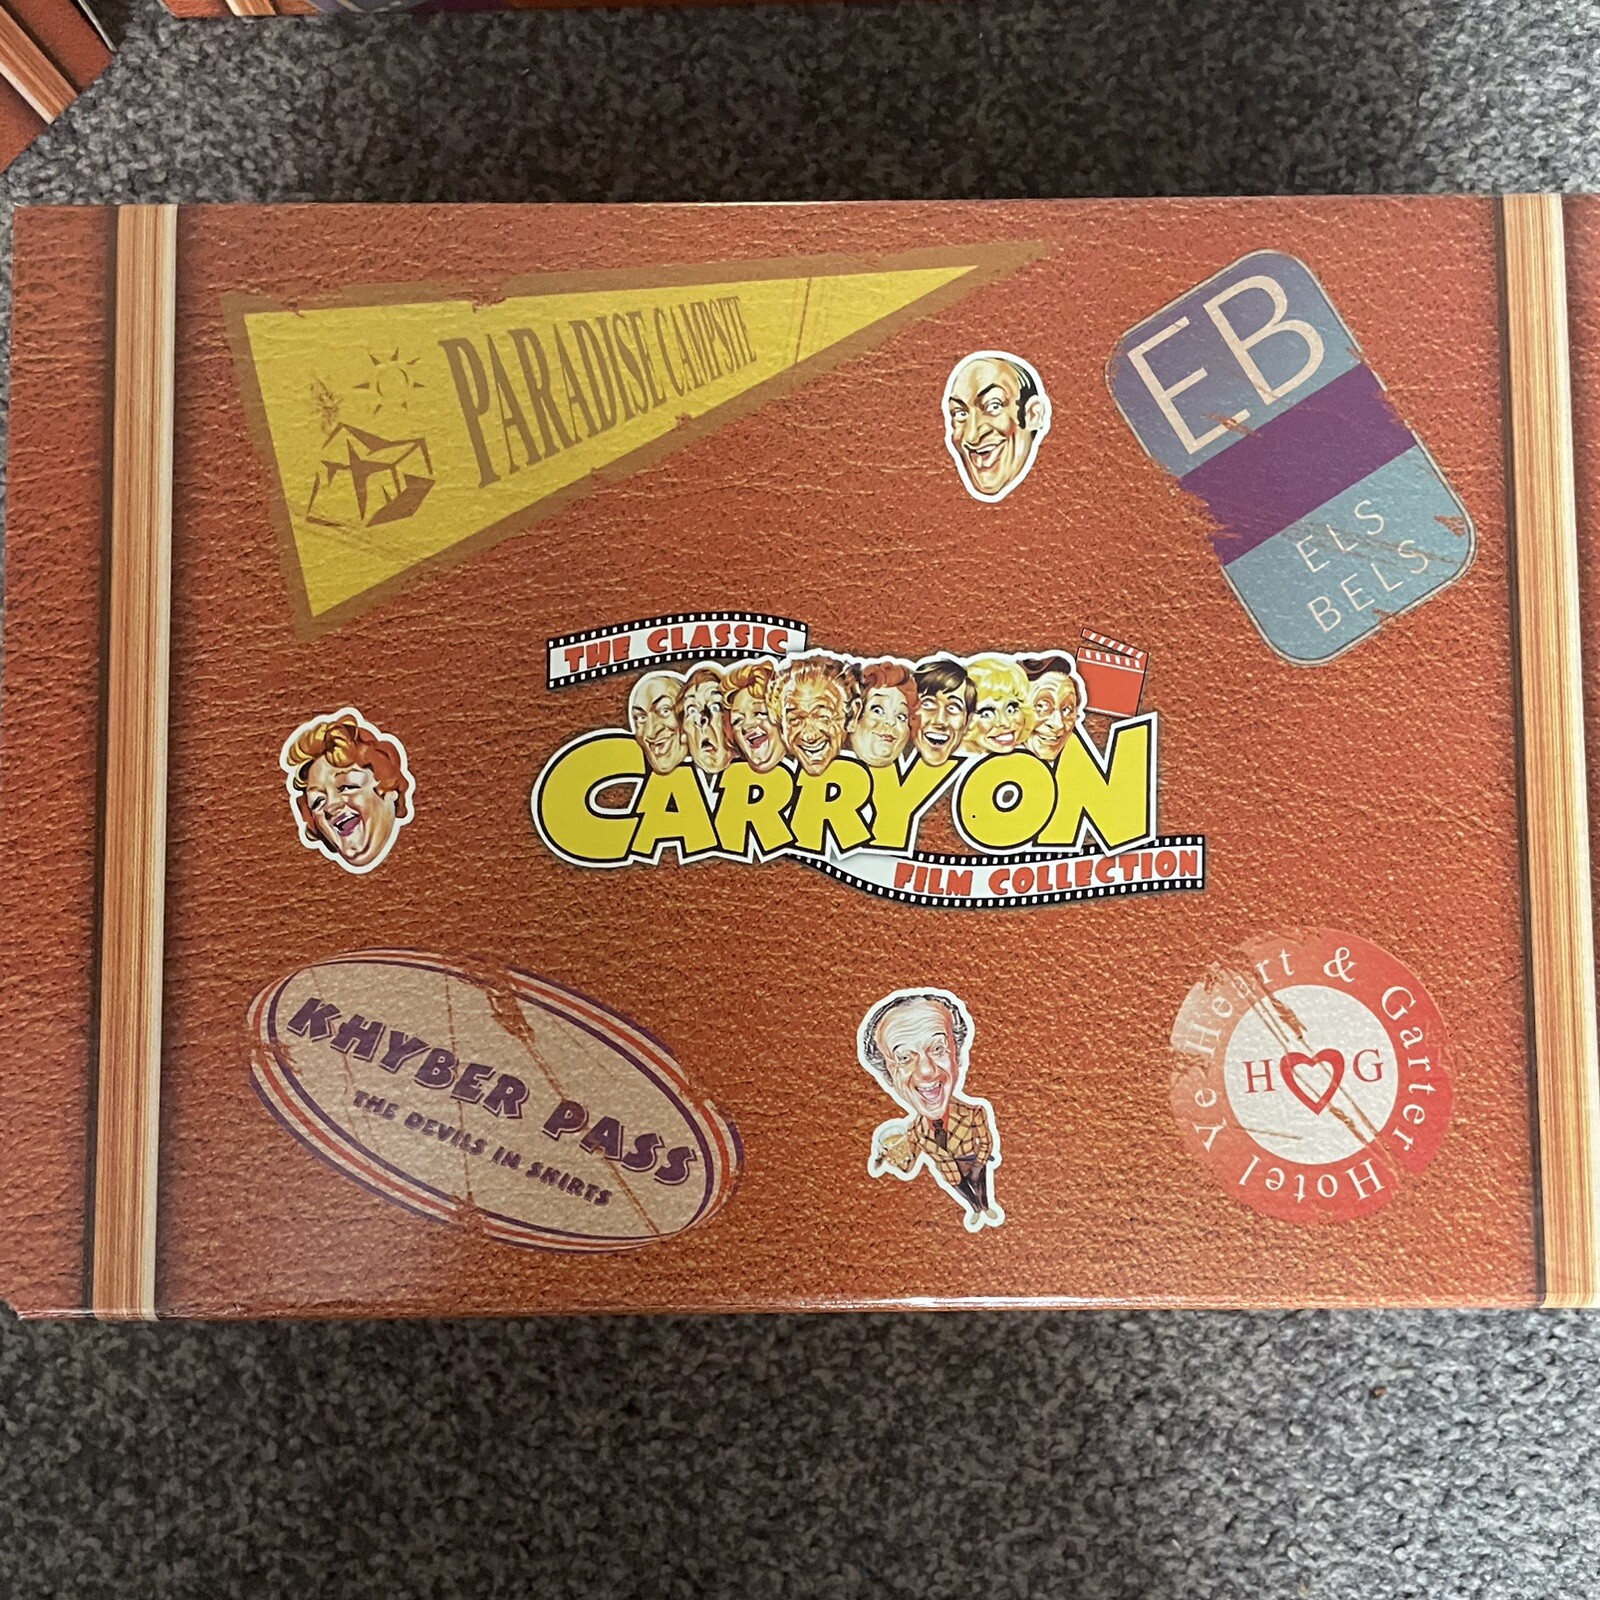 PARADISE CAMPSITE
EB
ELS
BELS
THE CLASSIC
CARRY ON
FILM COLLECTION
KHYBER PASS
THE DEVILS IN SKIRTS
Ye Heart & Garter Hotel
H G